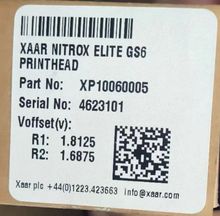 XAAR NITROX ELITE GS6
PRINTHEAD
Part No: XP10060005
Serial No: 4623101
Voffset(v):
R1: 1.8125
R2: 1.6875
Xaar plc +44(0)1223.423663 info@xaar.com